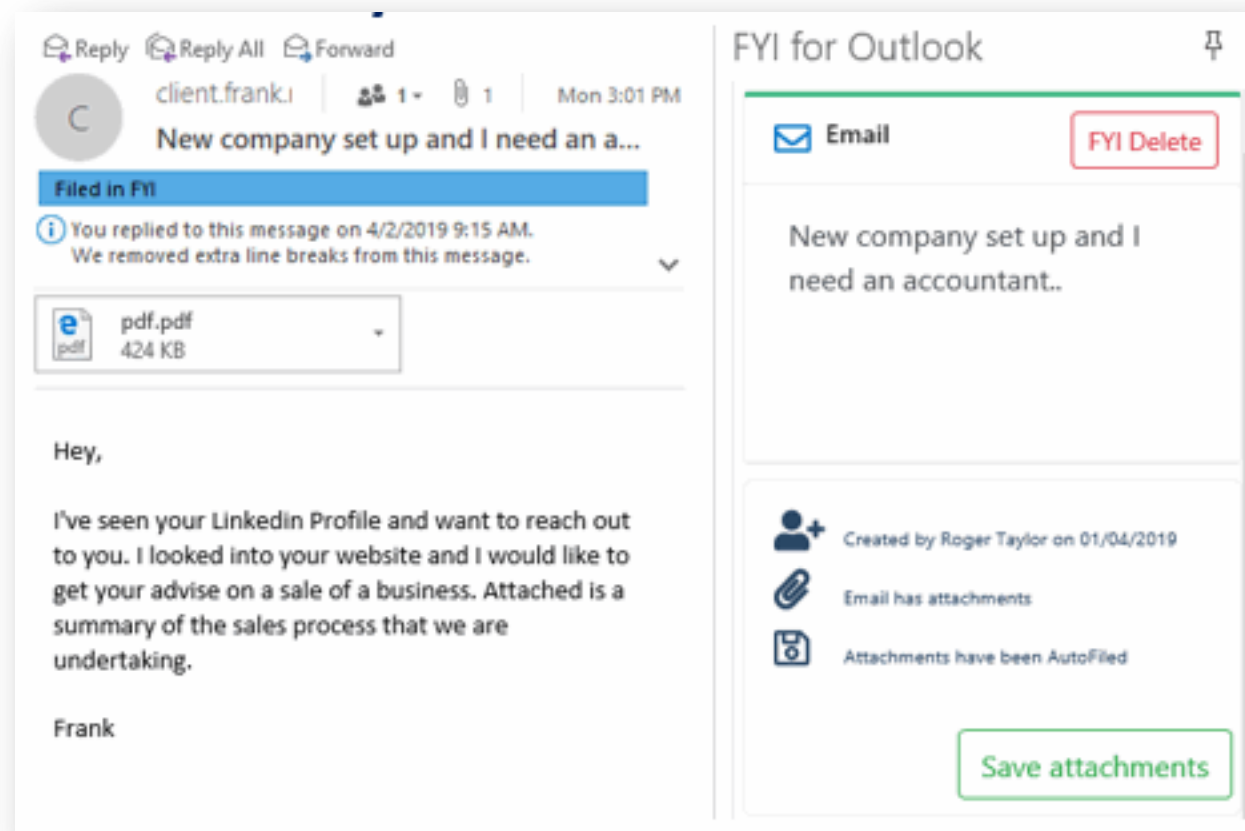 Reply Reply All Forward
client.frank. 1 1 Mon 3:01 PM
C
New company set up and I need an a...
Filed in FYI
You replied to this message on 4/2/2019 9:15 AM.
We removed extra line breaks from this message.
pdf.pdf
pdf
424 KB
Hey,
I've seen your Linkedin Profile and want to reach out
to you. I looked into your website and I would like to
get your advise on a sale of a business. Attached is a
summary of the sales process that we are
undertaking.
Frank
FYI for Outlook
Email
FYI Delete
New company set up and I
need an accountant..
Created by Roger Taylor on 01/04/2019
Email has attachments
Attachments have been AutoFiled
Save attachments